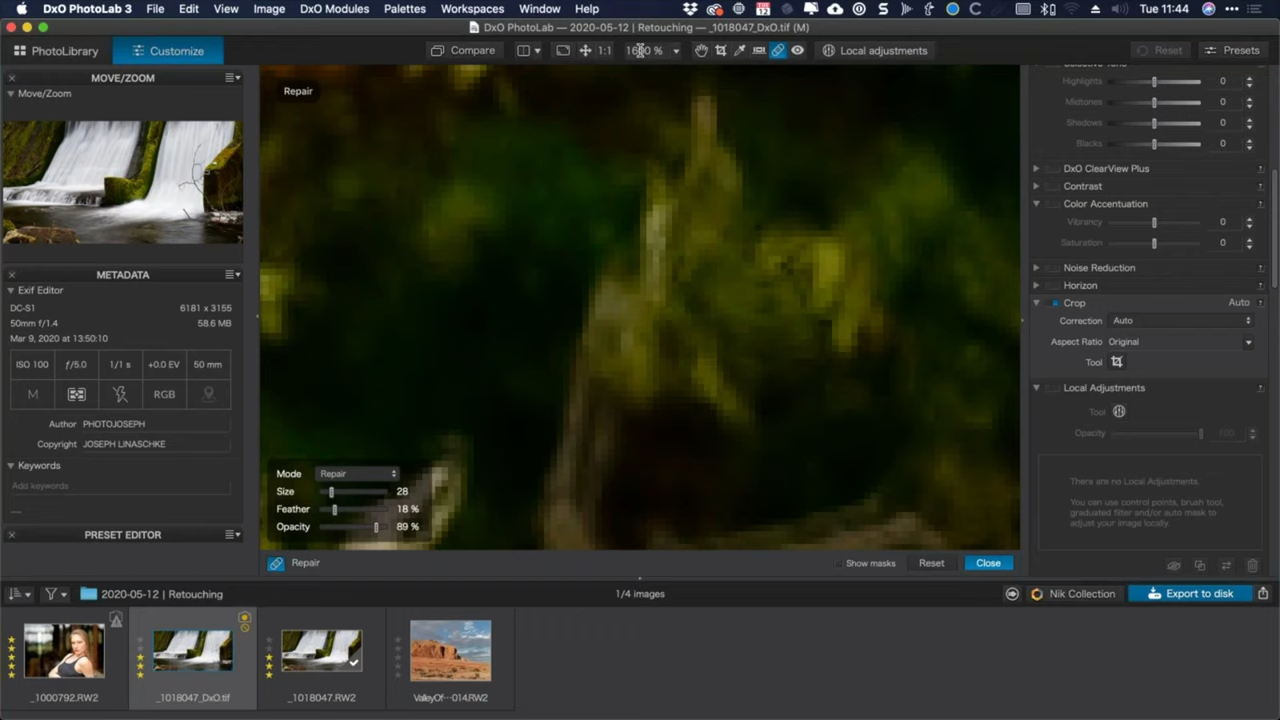 DxO PhotoLab 3 File Edit View Image DxO Modules Palettes Workspaces Window Help Tue 11:44
DxO PhotoLab 3 — 2020-05-12 | Retouching — _1018047_DxO.tif (M)
PhotoLibrary Customize Compare 1:1 1600 % Local adjustments Reset Presets
MOVE/ZOOM
Move/Zoom
METADATA
Exif Editor
DC-S1 6181 x 3155
50mm f/1.4 58.6 MB
Mar 9, 2020 at 13:50:10
ISO 100 ƒ/5.0 1/1 s +0.0 EV 50 mm
M RGB
Author PHOTOJOSEPH
Copyright JOSEPH LINASCHKE
Keywords
Add keywords
PRESET EDITOR
Repair
Mode Repair
Size 28
Feather 18 %
Opacity 89 %
Repair Show masks Reset Close
Selective Tone
Highlights 0
Midtones 0
Shadows 0
Blacks 0
DxO ClearView Plus
Contrast
Color Accentuation
Vibrancy 0
Saturation 0
Noise Reduction
Horizon
Crop Auto
Correction Auto
Aspect Ratio Original
Tool
Local Adjustments
Tool
Opacity 100
There are no Local Adjustments.
You can use control points, brush tool,
graduated filter and/or auto mask to
adjust your image locally.
2020-05-12 | Retouching 1/4 images Nik Collection Export to disk
_1000792.RW2 _1018047_DxO.tif _1018047.RW2 ValleyOf···014.RW2